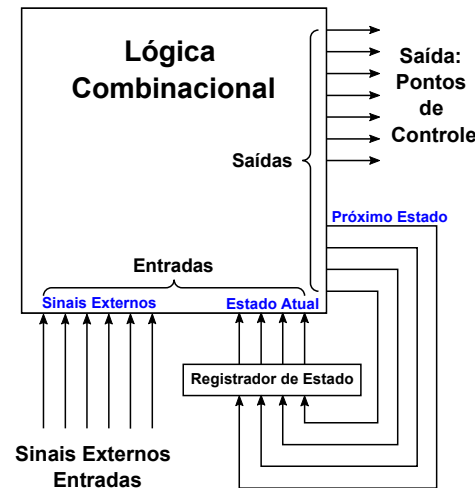 Lógica
Combinacional
Saída:
Pontos
de
Controle
Saídas
Próximo Estado
Entradas
Sinais Externos
Estado Atual
Registrador de Estado
Sinais Externos
Entradas